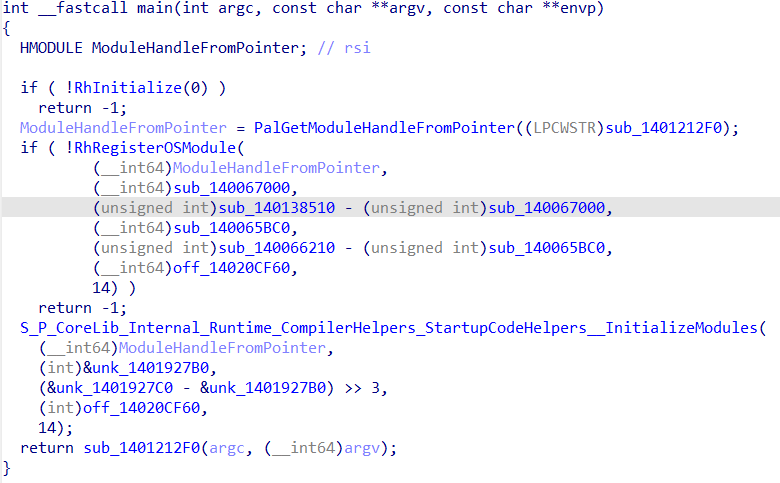 int __fastcall main(int argc, const char **argv, const char **envp)
{
  HMODULE ModuleHandleFromPointer; // rsi

  if ( !RhInitialize(0) )
    return -1;
  ModuleHandleFromPointer = PalGetModuleHandleFromPointer((LPCWSTR)sub_1401212F0);
  if ( !RhRegisterOSModule(
          (__int64)ModuleHandleFromPointer,
          (__int64)sub_140067000,
          (unsigned int)sub_140138510 - (unsigned int)sub_140067000,
          (__int64)sub_140065BC0,
          (unsigned int)sub_140066210 - (unsigned int)sub_140065BC0,
          (__int64)off_14020CF60,
          14) )
    return -1;
  S_P_CoreLib_Internal_Runtime_CompilerHelpers_StartupCodeHelpers__InitializeModules(
    (__int64)ModuleHandleFromPointer,
    (int)&unk_1401927B0,
    (&unk_1401927C0 - &unk_1401927B0) >> 3,
    (int)off_14020CF60,
    14);
  return sub_1401212F0(argc, (__int64)argv);
}